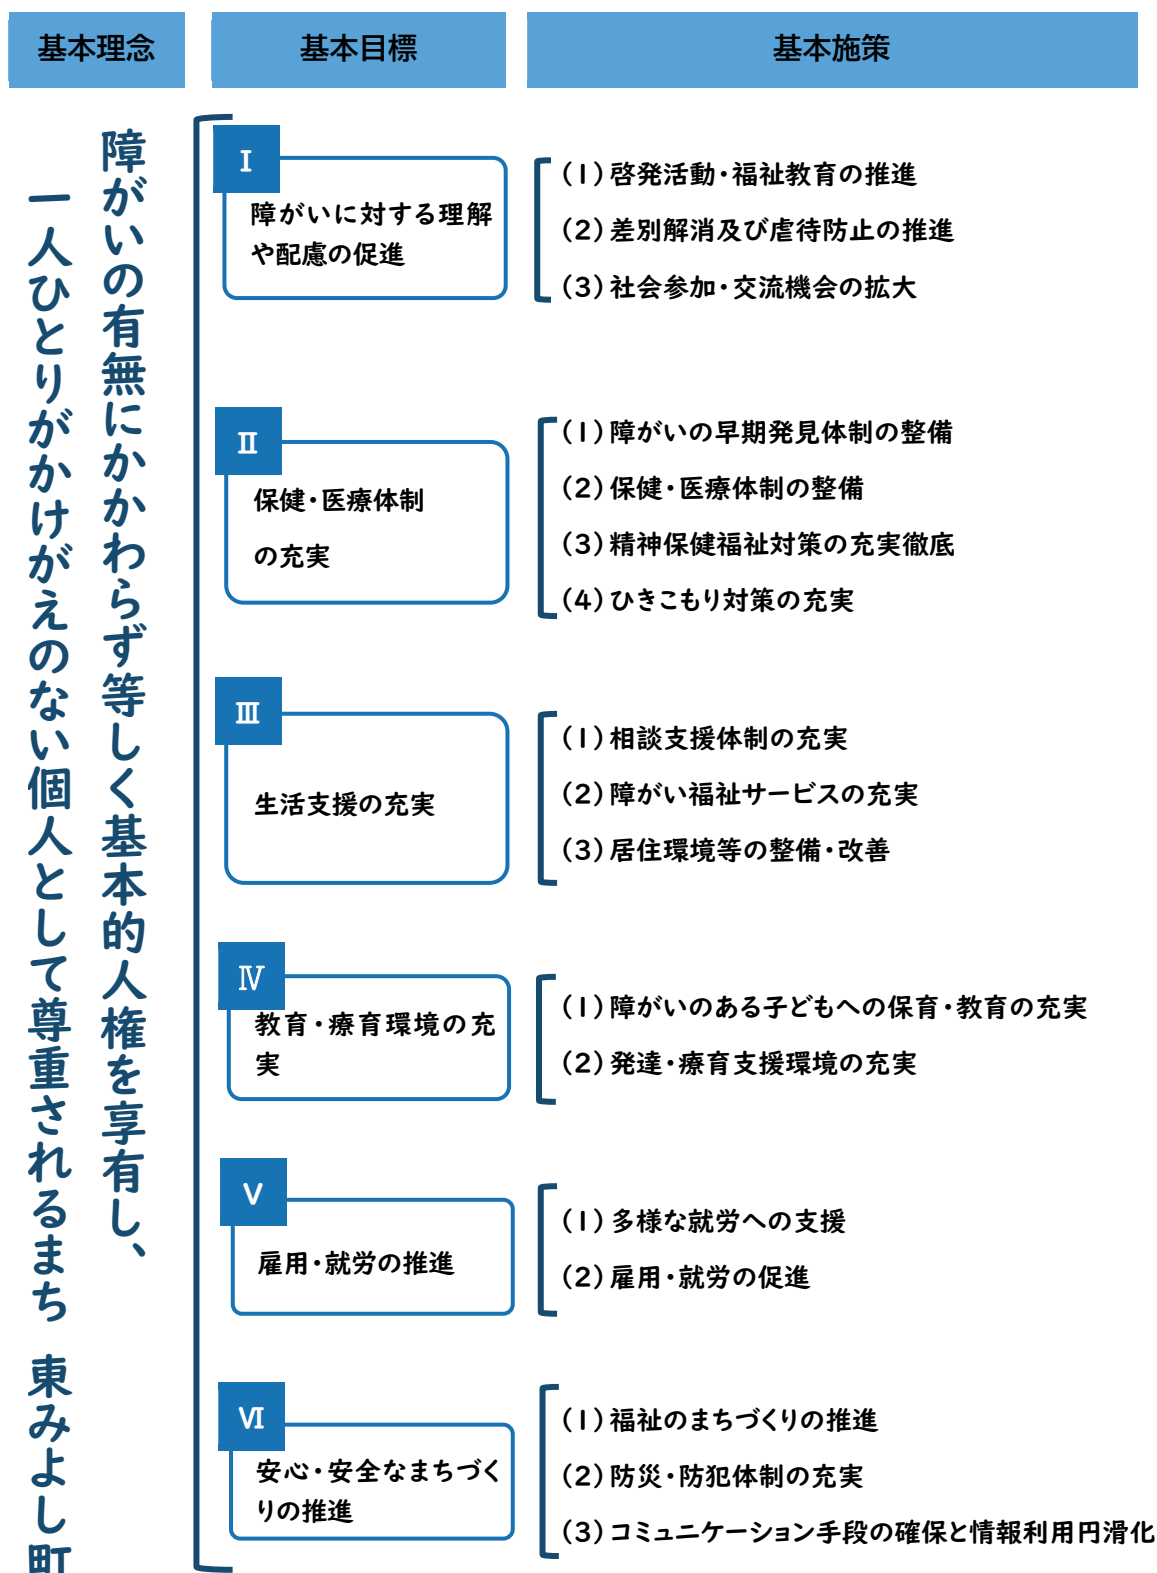 基本理念
基本目標
基本施策
障がいの有無にかかわらず等しく基本的人権を享有し、
一人ひとりがかけがえのない個人として尊重されるまち 東みよし町
Ⅰ
障がいに対する理解
や配慮の促進
(1)啓発活動・福祉教育の推進
(2)差別解消及び虐待防止の推進
(3)社会参加・交流機会の拡大
Ⅱ
保健・医療体制
の充実
(1)障がいの早期発見体制の整備
(2)保健・医療体制の整備
(3)精神保健福祉対策の充実徹底
(4)ひきこもり対策の充実
Ⅲ
生活支援の充実
(1)相談支援体制の充実
(2)障がい福祉サービスの充実
(3)居住環境等の整備・改善
Ⅳ
教育・療育環境の充
実
(1)障がいのある子どもへの保育・教育の充実
(2)発達・療育支援環境の充実
Ⅴ
雇用・就労の推進
(1)多様な就労への支援
(2)雇用・就労の促進
Ⅵ
安心・安全なまちづく
りの推進
(1)福祉のまちづくりの推進
(2)防災・防犯体制の充実
(3)コミュニケーション手段の確保と情報利用円滑化